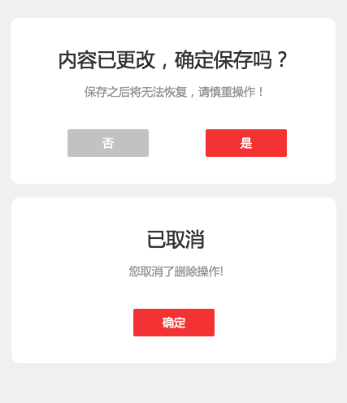 内容已更改，确定保存吗？
保存之后将无法恢复，请慎重操作！
否 是
已取消
您取消了删除操作!
确定